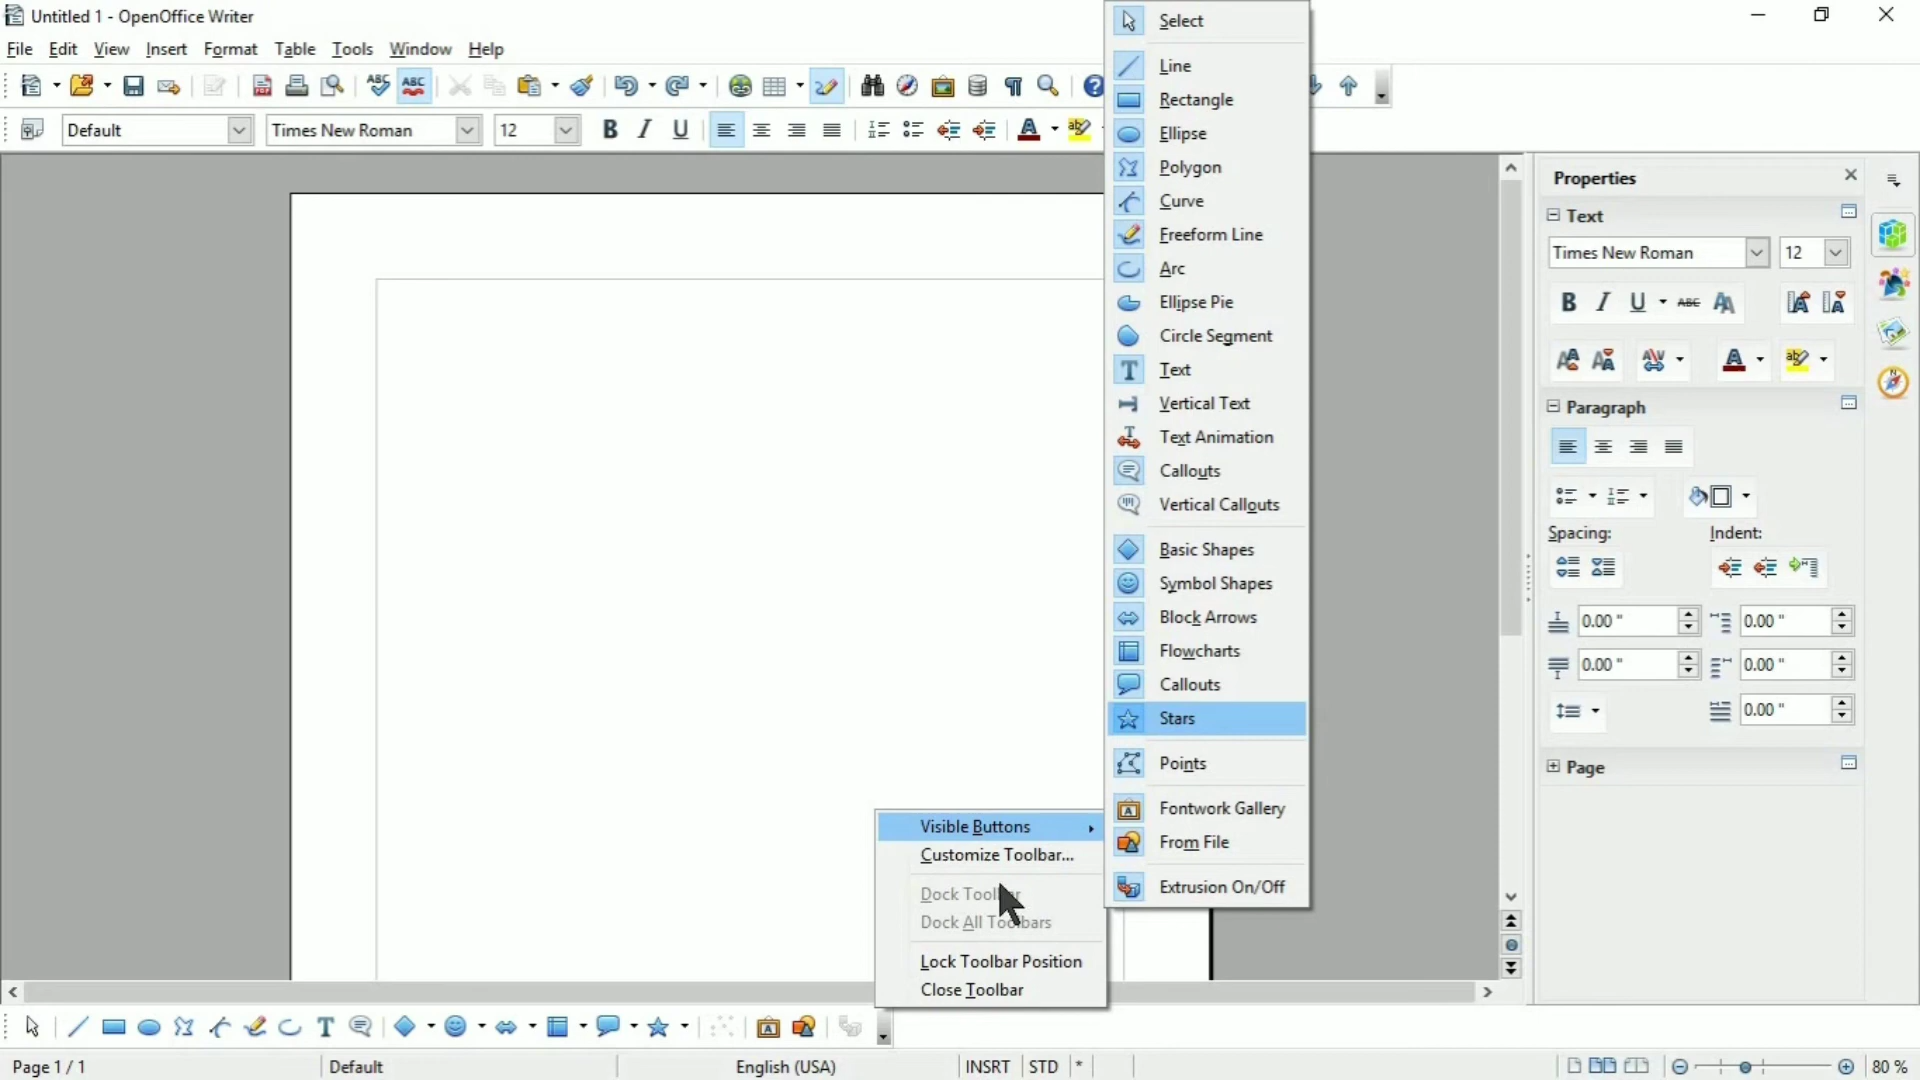 Untitled 1 - OpenOffice Writer
File Edit View Insert Format Table Tools Window Help
Default Times New Roman 12
Select
Line
Rectangle
Ellipse
Polygon
Curve
Freeform Line
Arc
Ellipse Pie
Circle Segment
Text
Vertical Text
Text Animation
Callouts
Vertical Callouts
Basic Shapes
Symbol Shapes
Block Arrows
Flowcharts
Callouts
Stars
Points
Fontwork Gallery
From File
Extrusion On/Off
Visible Buttons
Customize Toolbar...
Dock Toolbar
Dock All Toolbars
Lock Toolbar Position
Close Toolbar
Properties
Text
Times New Roman 12
Paragraph
Spacing: Indent:
0.00 " 0.00 "
0.00 " 0.00 "
0.00 "
Page
Page 1 / 1 Default English (USA) INSRT STD * 80 %